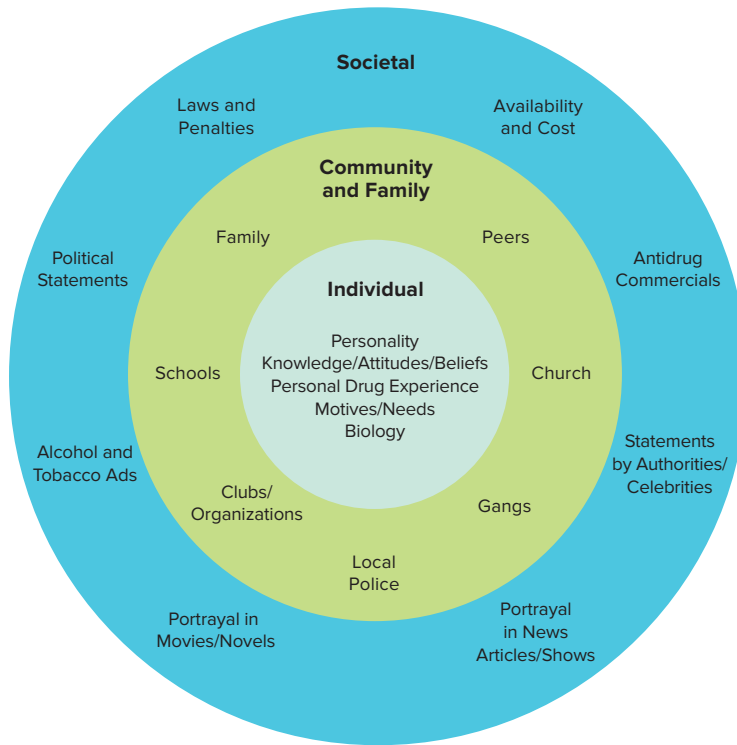 Societal
Laws and
Penalties
Availability
and Cost
Community
and Family
Family
Peers
Political
Statements
Antidrug
Commercials
Individual
Personality
Knowledge/Attitudes/Beliefs
Personal Drug Experience
Motives/Needs
Biology
Schools
Church
Alcohol and
Tobacco Ads
Statements
by Authorities/
Celebrities
Clubs/
Organizations
Gangs
Local
Police
Portrayal in
Movies/Novels
Portrayal
in News
Articles/Shows